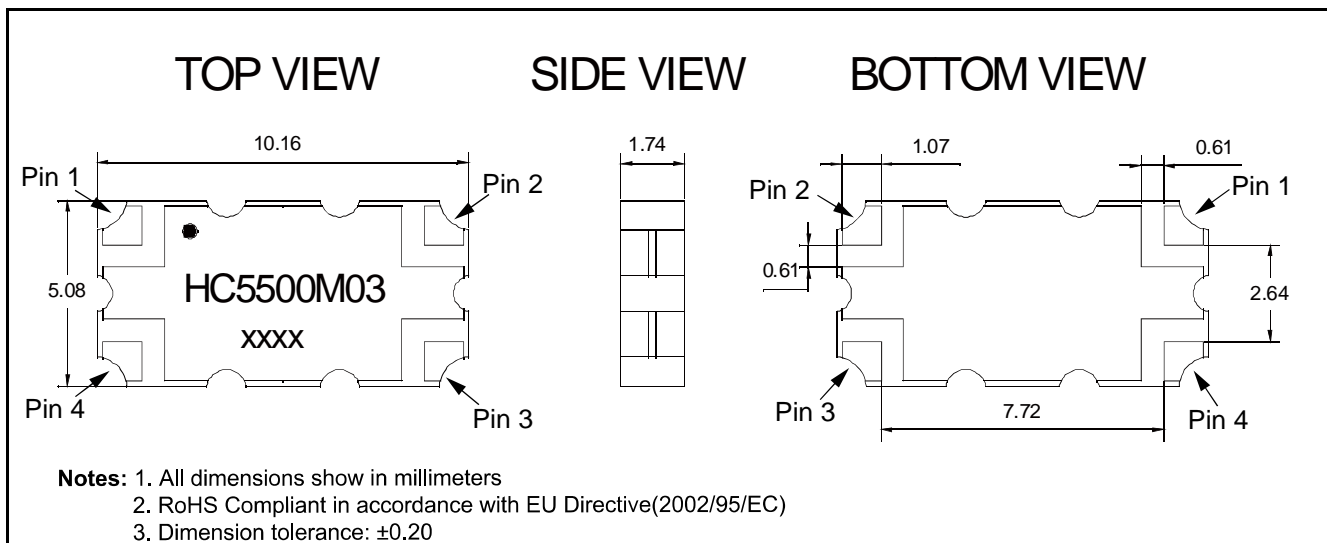 TOP VIEW
SIDE VIEW
BOTTOM VIEW
10.16
1.74
1.07
0.61
Pin 1
Pin 2
Pin 2
Pin 1
5.08
HC5500M03
xxxx
0.61
2.64
Pin 4
Pin 3
Pin 3
7.72
Pin 4
Notes: 1. All dimensions show in millimeters
2. RoHS Compliant in accordance with EU Directive(2002/95/EC)
3. Dimension tolerance: ±0.20